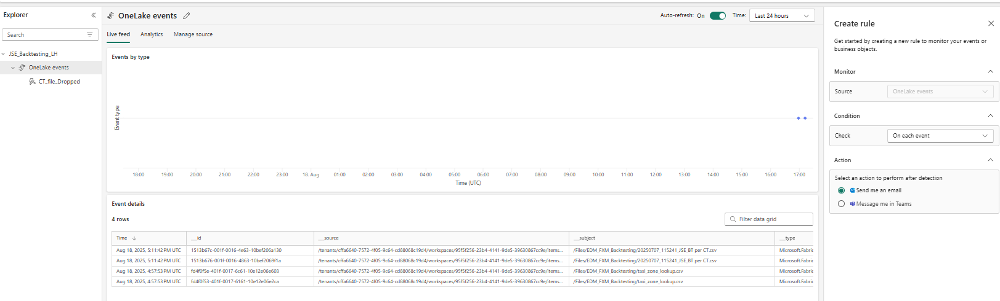 Explorer
Search
JSE_Backtesting_LH
OneLake events
CT_file_Dropped
OneLake events
Auto-refresh: On
Time: Last 24 hours
Live feed Analytics Manage source
Events by type
Event type
18:00 19:00 20:00 21:00 22:00 23:00 18. Aug 01:00 02:00 03:00 04:00 05:00 06:00 07:00 08:00 09:00 10:00 11:00 12:00 13:00 14:00 15:00 16:00 17:00
Time (UTC)
Event details
4 rows
Filter data grid
Time __id __source __subject __type
Aug 18, 2025, 5:11:42 PM UTC 1513b67c-001f-0016-4e63-10bef206a130 /tenants/cffa6640-7572-4f05-9c64-cd88068c19d4/workspaces/95f5f256-23b4-4141-9de5-39630867cc9e/items... /Files/EDM_FXM_Backtesting/20250707_115241_JSE_BT per CT.csv Microsoft.Fabric
Aug 18, 2025, 5:11:42 PM UTC 1513b676-001f-0016-4863-10bef2069f1a /tenants/cffa6640-7572-4f05-9c64-cd88068c19d4/workspaces/95f5f256-23b4-4141-9de5-39630867cc9e/items... /Files/EDM_FXM_Backtesting/20250707_115241_JSE_BT per CT.csv Microsoft.Fabric
Aug 18, 2025, 4:57:53 PM UTC fd4f0f5e-401f-0017-6c61-10e12e06e603 /tenants/cffa6640-7572-4f05-9c64-cd88068c19d4/workspaces/95f5f256-23b4-4141-9de5-39630867cc9e/items... /Files/EDM_FXM_Backtesting/taxi_zone_lookup.csv Microsoft.Fabric
Aug 18, 2025, 4:57:53 PM UTC fd4f0f53-401f-0017-6161-10e12e06e2ca /tenants/cffa6640-7572-4f05-9c64-cd88068c19d4/workspaces/95f5f256-23b4-4141-9de5-39630867cc9e/items... /Files/EDM_FXM_Backtesting/taxi_zone_lookup.csv Microsoft.Fabric
Create rule
Get started by creating a new rule to monitor your events or
business objects.
Monitor
Source OneLake events
Condition
Check On each event
Action
Select an action to perform after detection
Send me an email
Message me in Teams